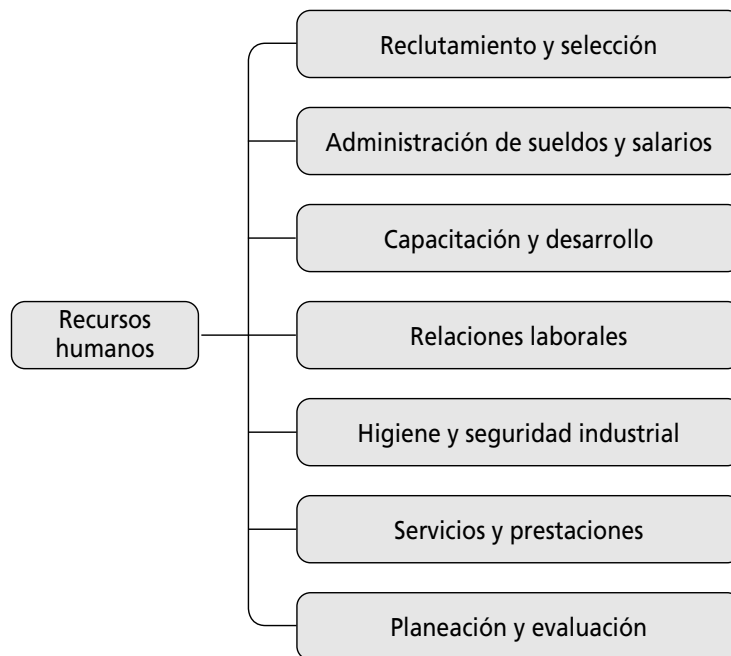 Reclutamiento y selección
Administración de sueldos y salarios
Capacitación y desarrollo
Recursos
humanos
Relaciones laborales
Higiene y seguridad industrial
Servicios y prestaciones
Planeación y evaluación